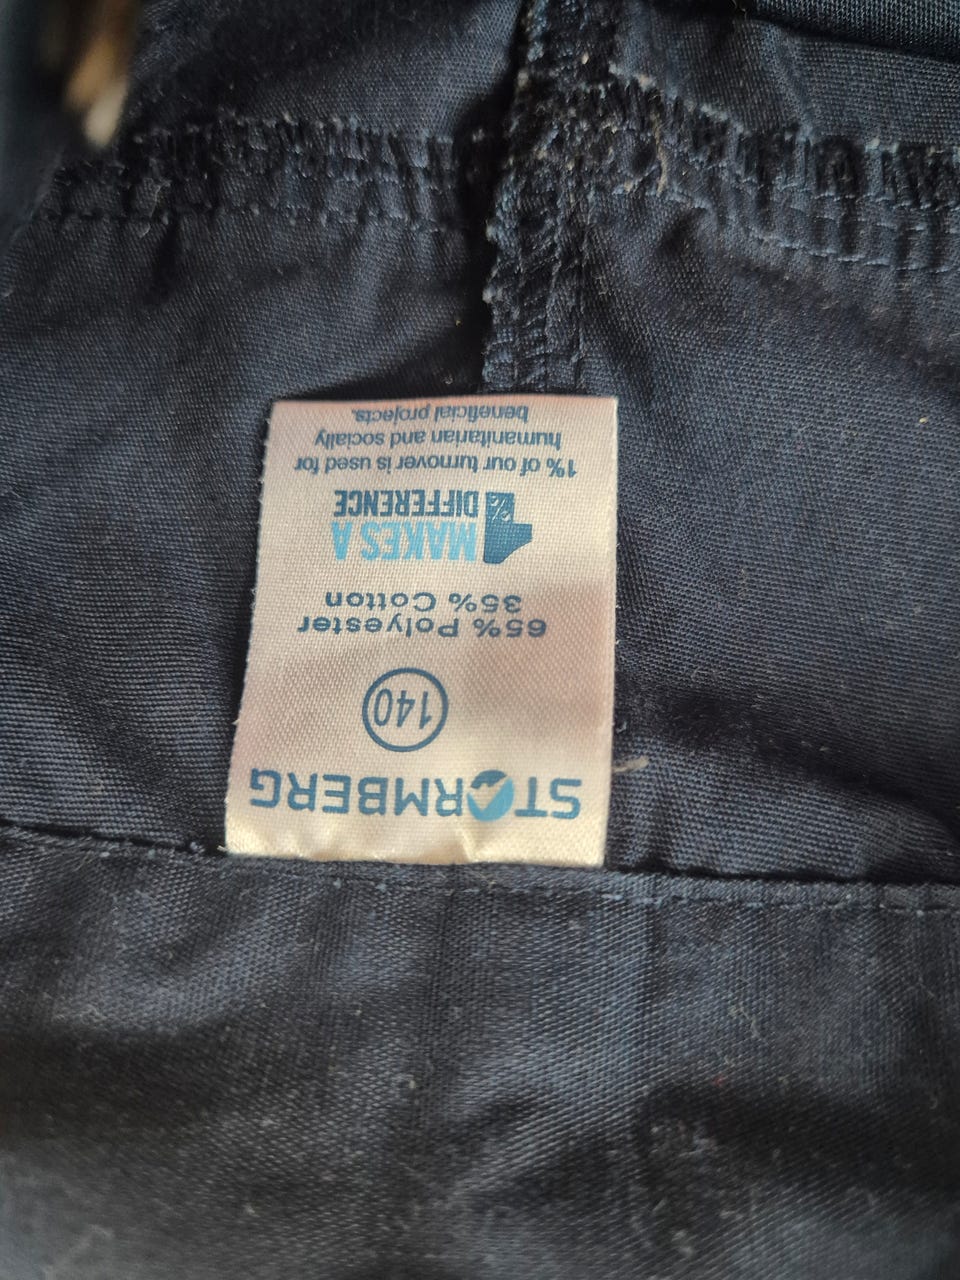 STORMBERG
140
65% Polyester
35% Cotton
1% MAKES A
DIFFERENCE
1% of our turnover is used for
humanitarian and socially
beneficial projects.